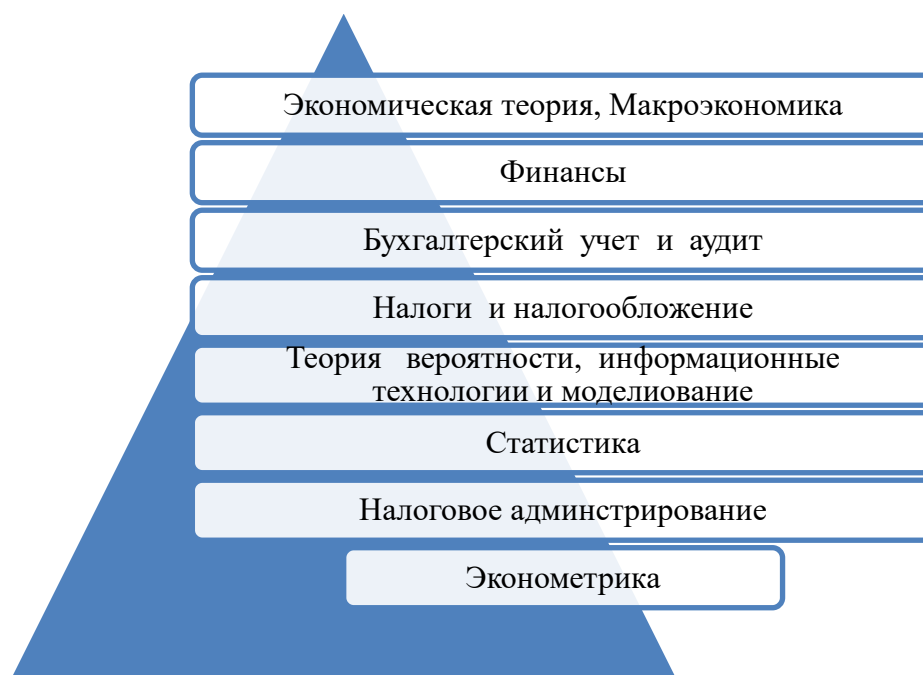 Экономическая теория, Макроэкономика
Финансы
Бухгалтерский учет и аудит
Налоги и налогообложение
Теория вероятности, информационные
технологии и моделиование
Статистика
Налоговое админстрирование
Эконометрика